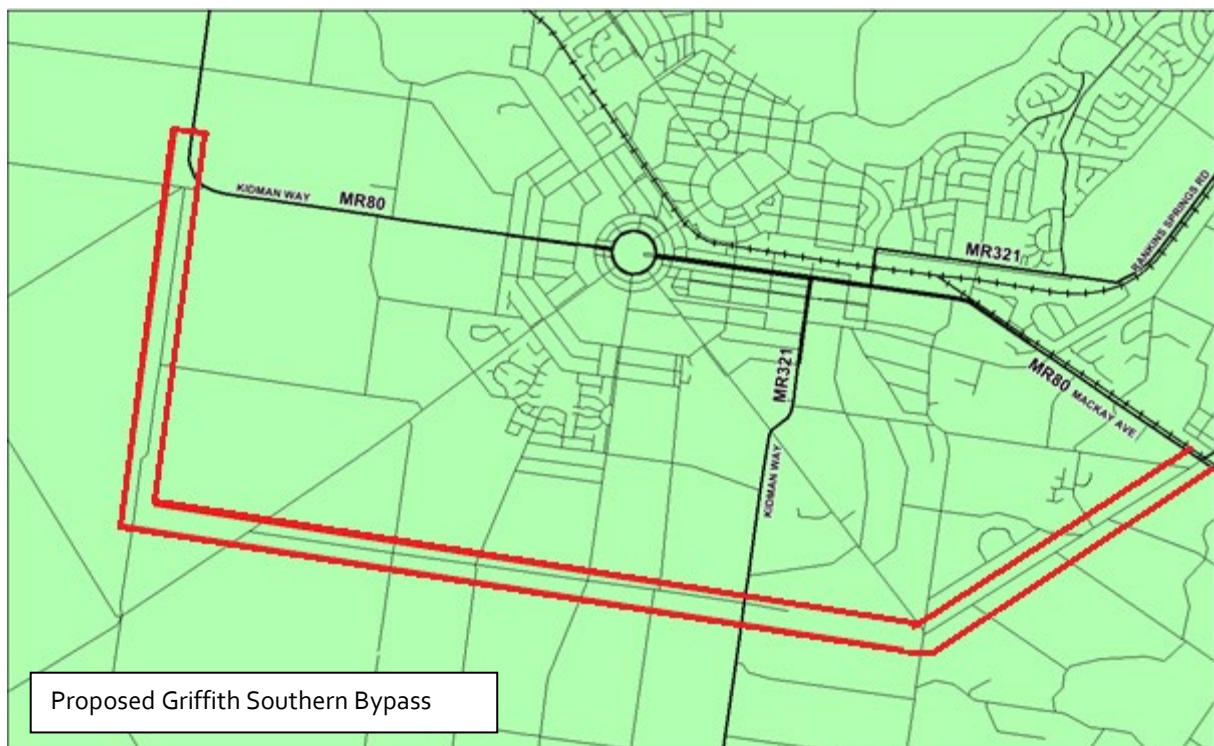 KIDMAN WAY
MR80
MR321
RANKINS SPRINGS RD
MR321
KIDMAN WAY
MR80
MACKAY AVE
Proposed Griffith Southern Bypass